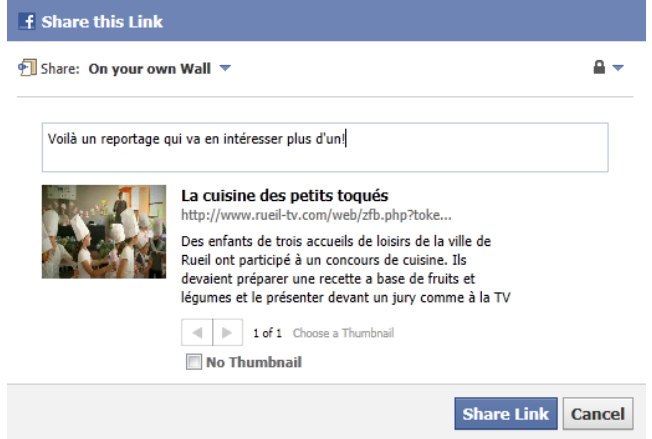 f Share this Link
Share: On your own Wall
Voilà un reportage qui va en intéresser plus d'un!
La cuisine des petits toqués
http://www.rueil-tv.com/web/zfb.php?toke...
Des enfants de trois accueils de loisirs de la ville de
Rueil ont participé à un concours de cuisine. Ils
devaient préparer une recette a base de fruits et
légumes et le présenter devant un jury comme à la TV
1 of 1 Choose a Thumbnail
No Thumbnail
Share Link Cancel